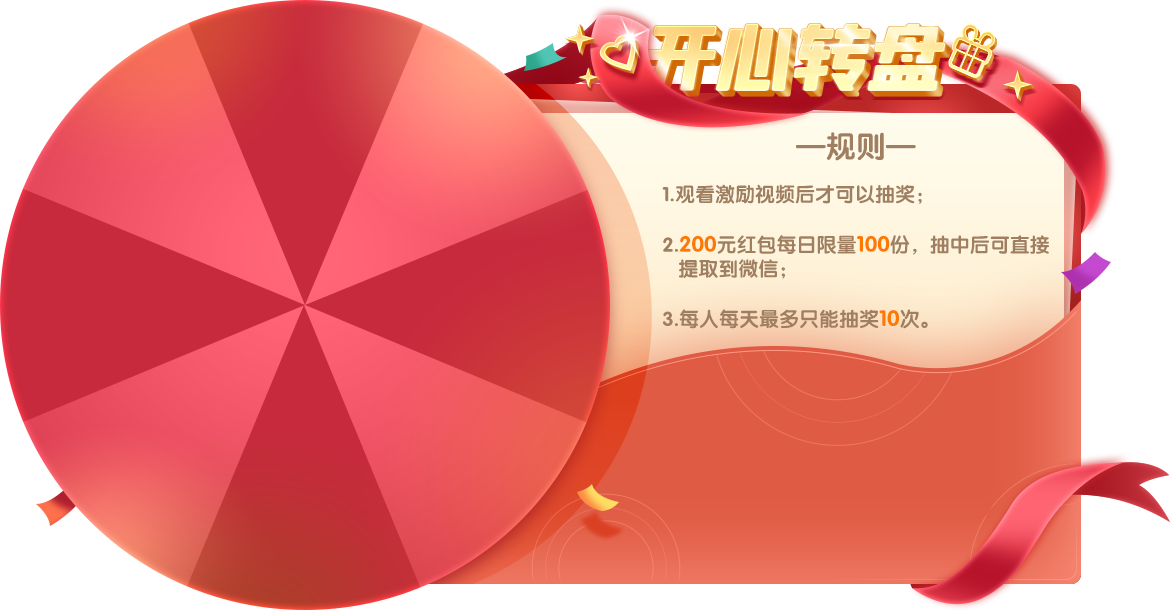 开心转盘
—规则—
1.观看激励视频后才可以抽奖；
2.200元红包每日限量100份，抽中后可直接
提取到微信；
3.每人每天最多只能抽奖10次。